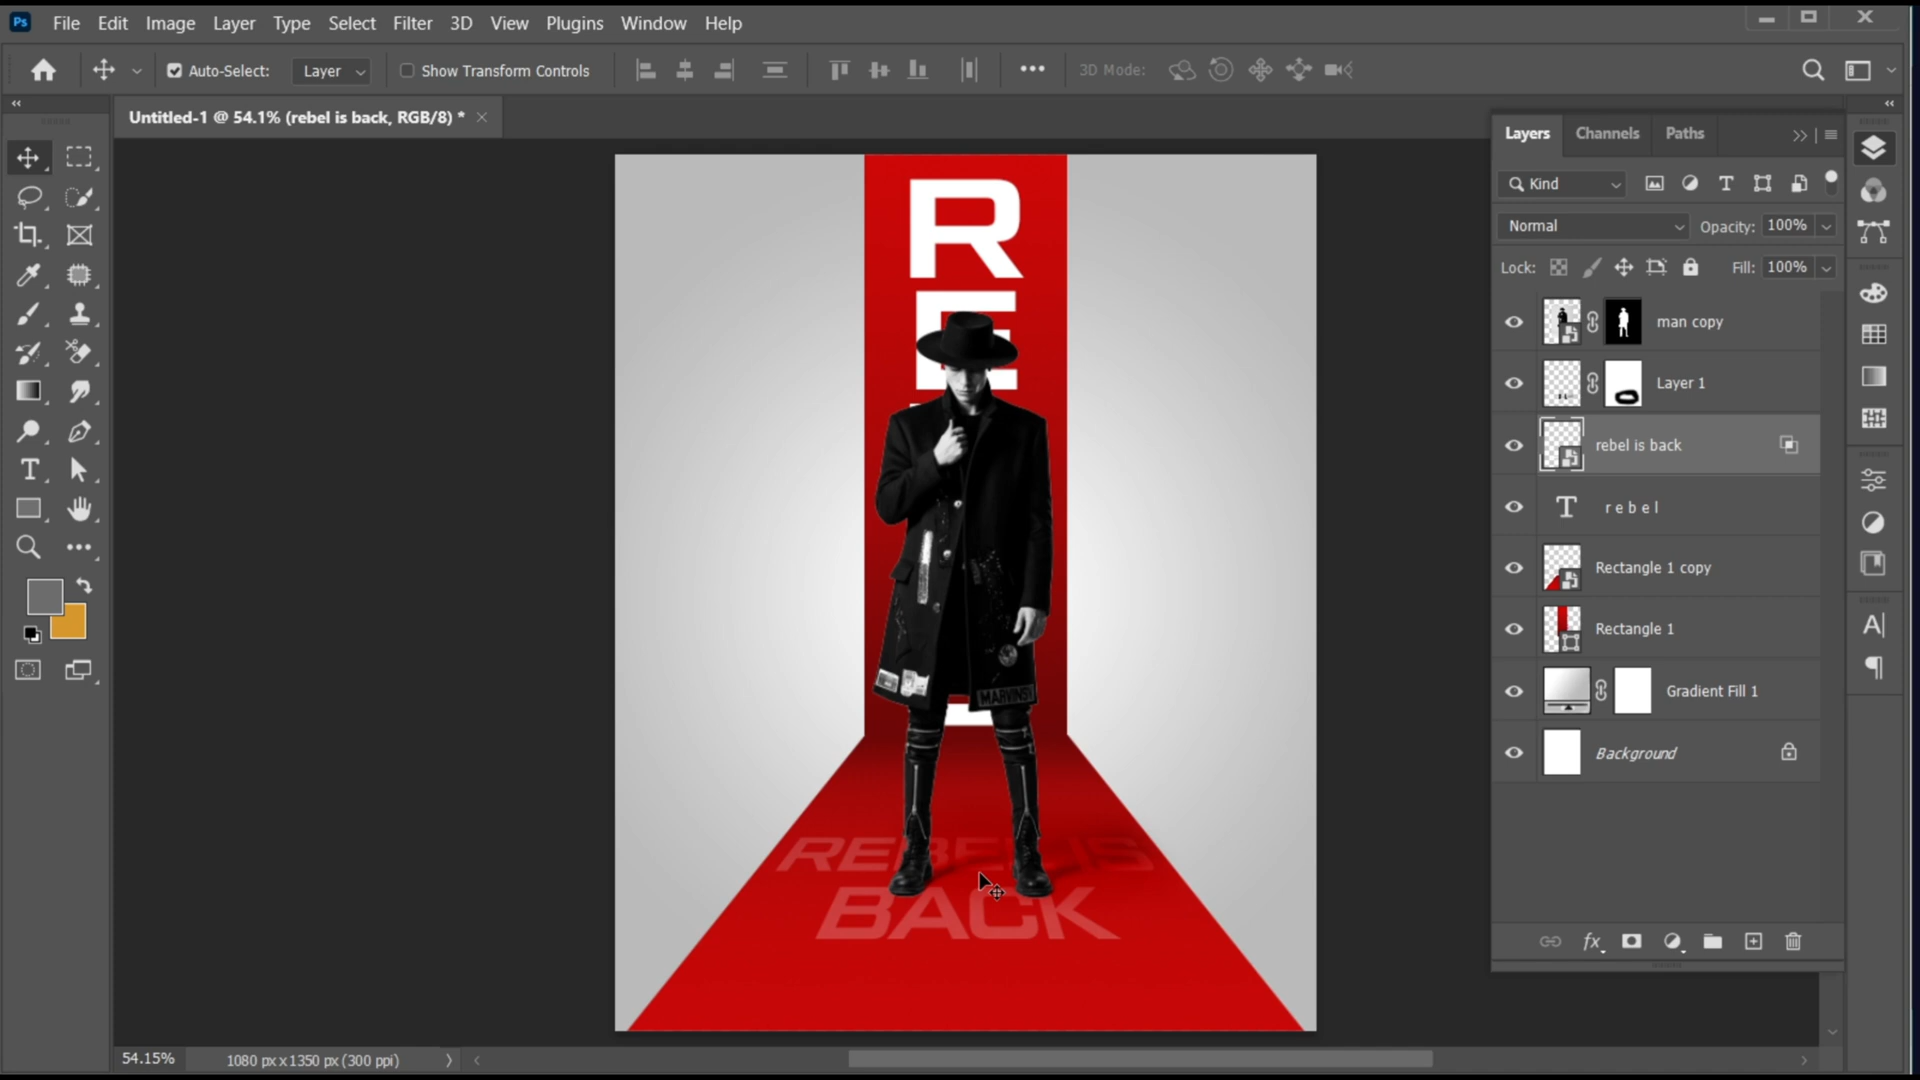 Ps File Edit Image Layer Type Select Filter 3D View Plugins Window Help
Auto-Select: Layer Show Transform Controls 3D Mode:
Untitled-1 @ 54.1% (rebel is back, RGB/8) *
Layers Channels Paths
Kind
Normal Opacity: 100%
Lock: Fill: 100%
man copy
Layer 1
rebel is back
r e b e l
Rectangle 1 copy
Rectangle 1
Gradient Fill 1
Background
fx
R
E
MARVINS
REBEL IS
BACK
54.15% 1080 px x 1350 px (300 ppi)